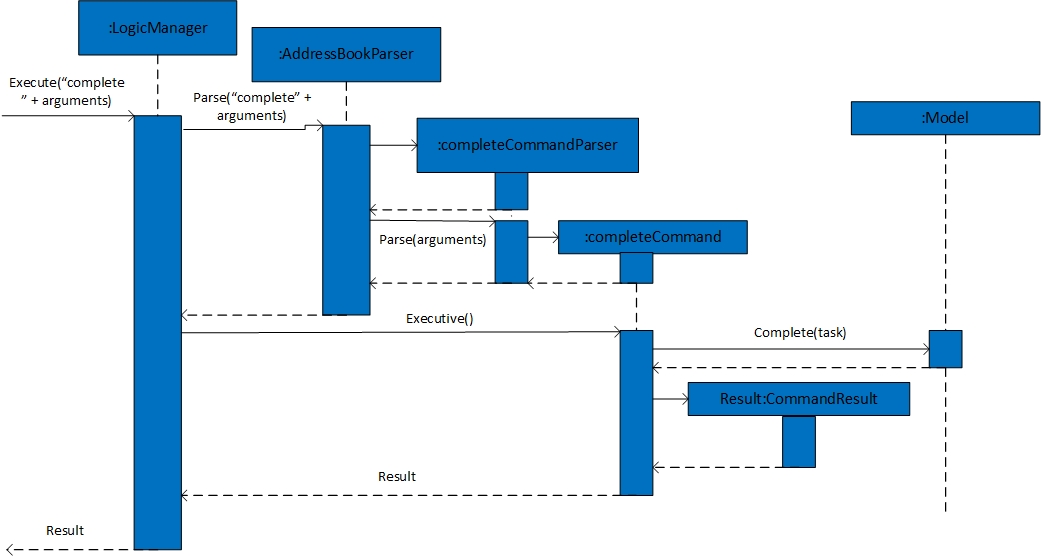 :LogicManager
:AddressBookParser
Execute(“complete
” + arguments)
Parse(“complete” +
arguments)
:Model
:completeCommandParser
Parse(arguments)
:completeCommand
Executive()
Complete(task)
Result:CommandResult
Result
Result